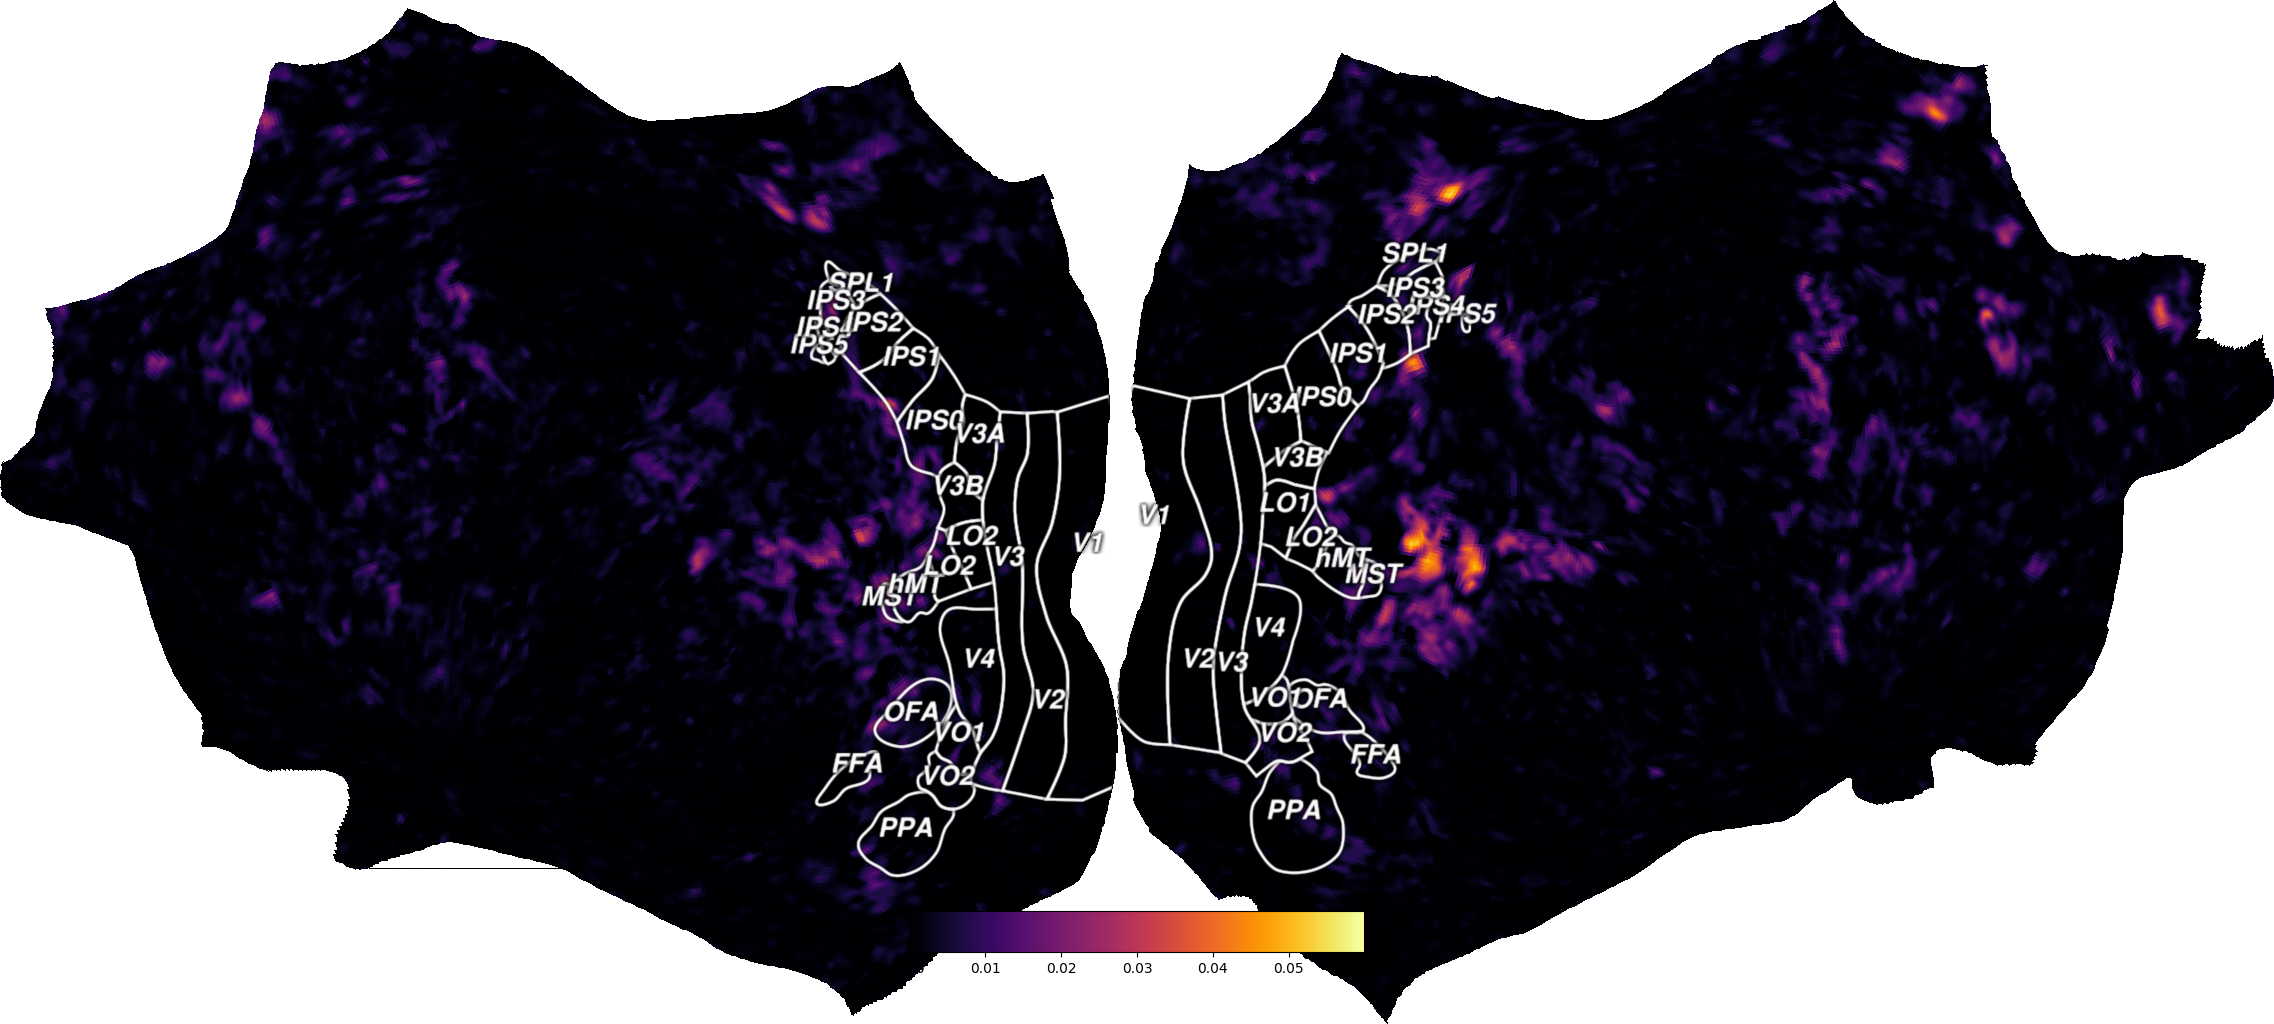 SPL1
IPS3
IPS4
IPS2
IPS5
IPS1
IPS0
V3A
V3B
LO2
LO2
V3
V1
hMT
MST
V4
V2
OFA
VO1
FFA
VO2
PPA
SPL1
IPS3
IPS4
IPS2
IPS5
IPS1
V3A
IPS0
V3B
LO1
V1
LO2
hMT
MST
V4
V2
V3
VO1
OFA
VO2
FFA
PPA
0.01 0.02 0.03 0.04 0.05